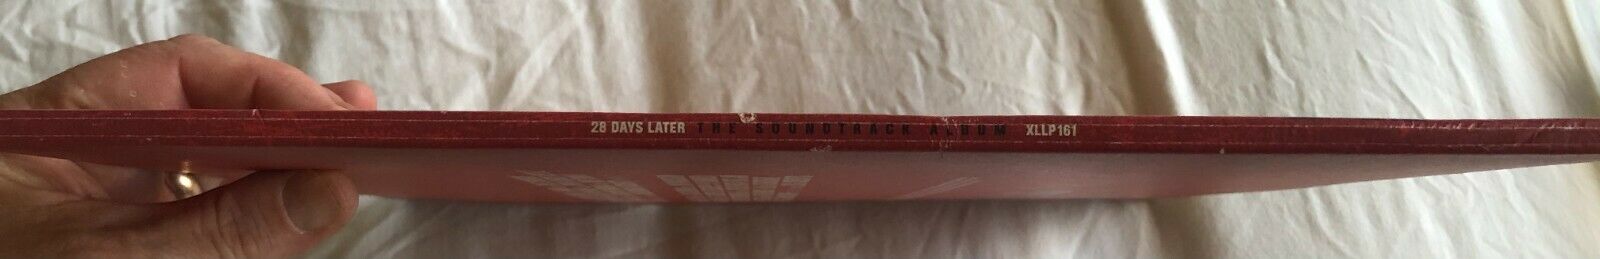 28 DAYS LATER THE SOUNDTRACK ALBUM XLLP161